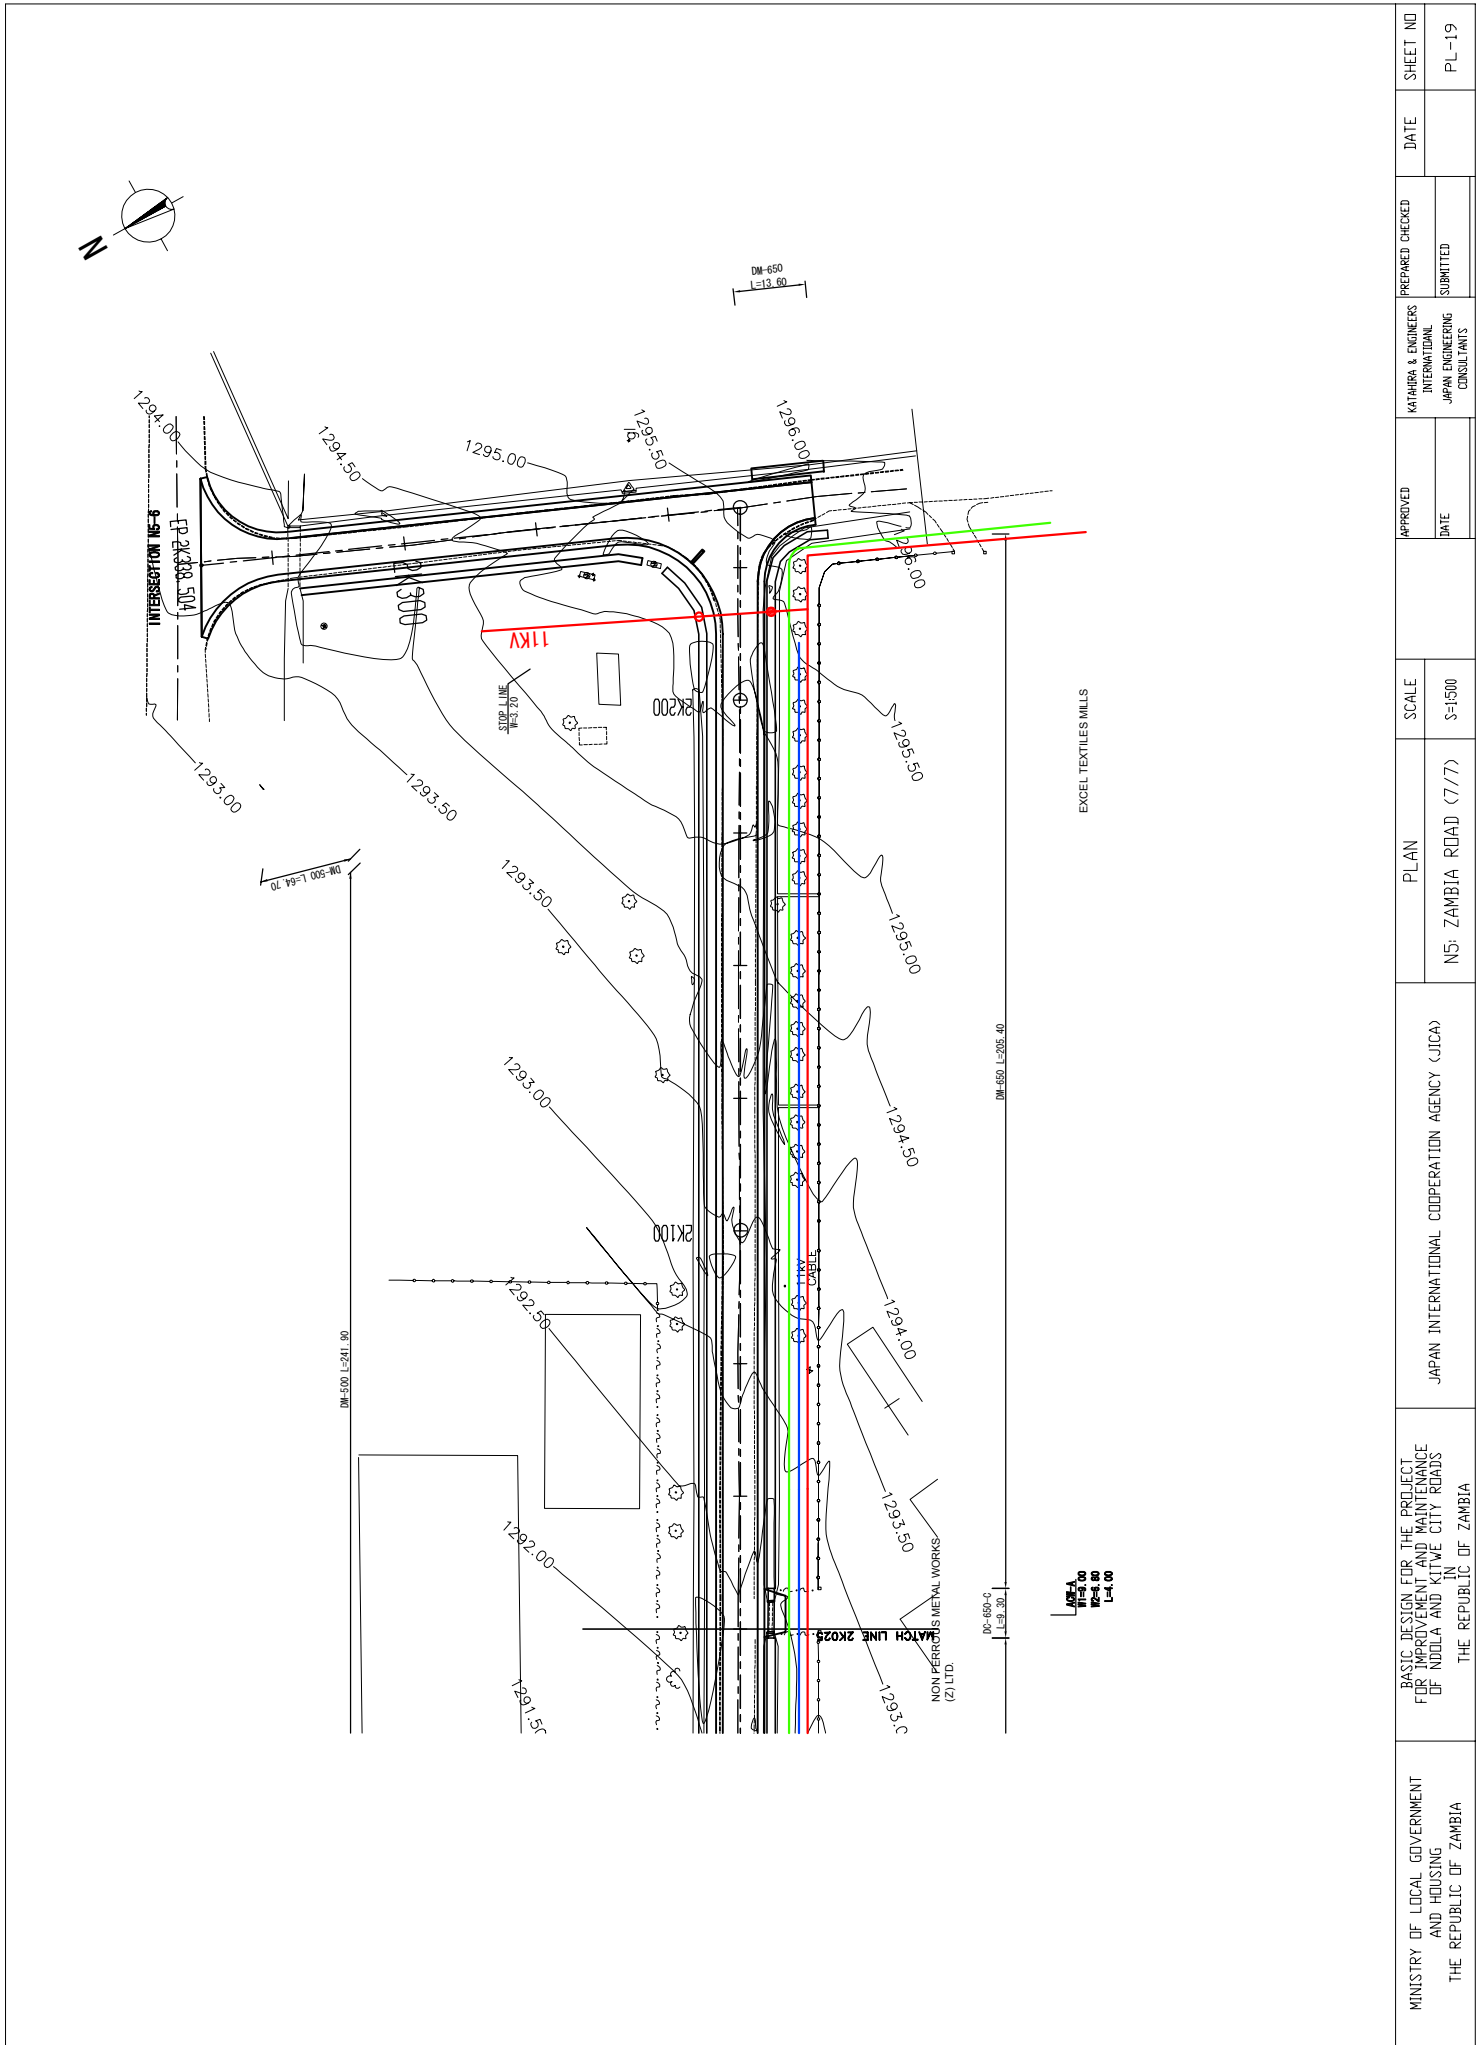 INTERSECTION N5-6
EP 2K338.504
N
DM-650
L=13.60
1294.00
1294.50
1295.00
1295.50
1296.00
1296.00
11KV
STOP LINE
W=3.20
2K200
1293.00
1293.50
1295.50
EXCEL TEXTILES MILLS
DM-500 L=64.70
1293.50
1295.00
1293.00
1294.50
DM-650 L=205.40
2K100
11KV
CABLE
1292.50
1294.00
DM-500 L=241.90
1292.00
1293.50
NON FERROUS METAL WORKS
(Z) LTD.
MATCH LINE 2K025
DC-650-C
L=9.30
W1=9.00
W2=6.80
L=4.00
1291.50
MINISTRY OF LOCAL GOVERNMENT
AND HOUSING
THE REPUBLIC OF ZAMBIA
BASIC DESIGN FOR THE PROJECT
FOR IMPROVEMENT AND MAINTENANCE
OF NDOLA AND KITWE CITY ROADS
IN
THE REPUBLIC OF ZAMBIA
JAPAN INTERNATIONAL COOPERATION AGENCY (JICA)
PLAN
N5: ZAMBIA ROAD (7/7)
SCALE
S=1:500
APPROVED
DATE
KATAHIRA & ENGINEERS
INTERNATIOANL
JAPAN ENGINEERING
CONSULTANTS
PREPARED CHECKED
SUBMITTED
DATE
SHEET NO
PL-19